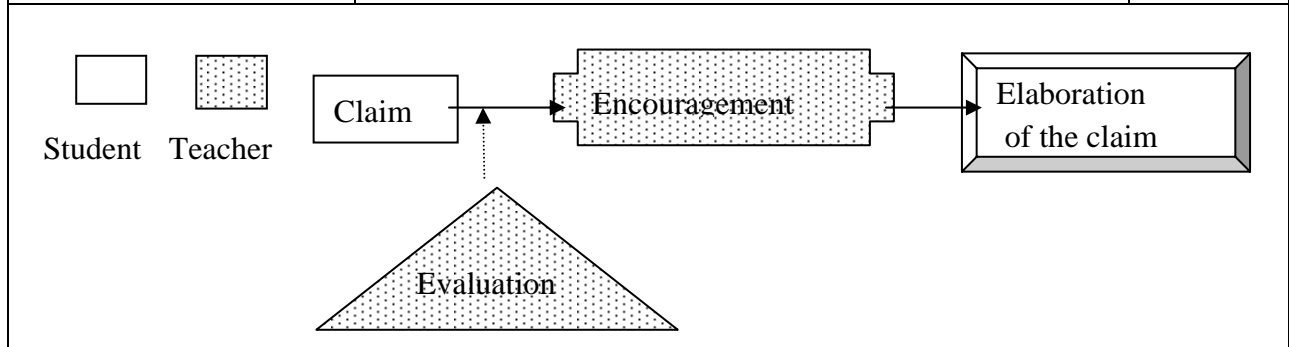 Student Teacher
Claim
Encouragement
Elaboration
of the claim
Evaluation